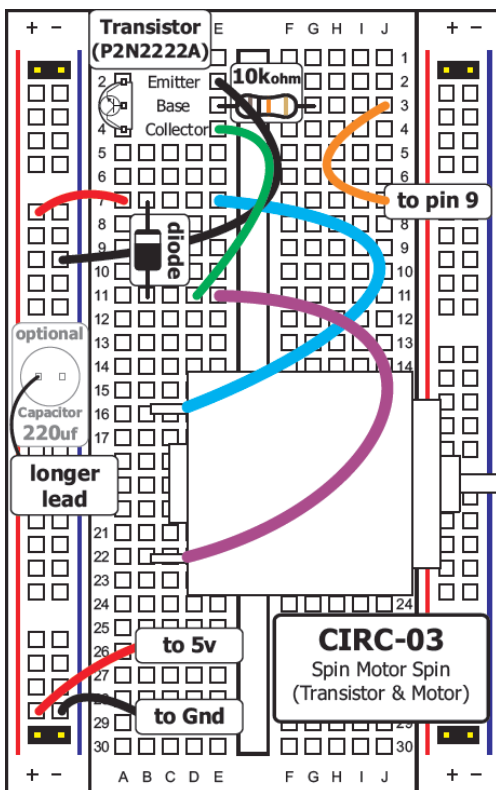 + - Transistor E F G H I J + -
(P2N2222A)
1
2 Emitter 10kohm 2
Base 3
4 Collector 4
5 5
6 6
7 to pin 9
8 8
9 diode 9
10 10
11 11
12 12
13 13
optional
14 14
15
16
Capacitor
17
220uf
longer
lead
21
22
23
24 24
CIRC-03
25
Spin Motor Spin
26 to 5v
(Transistor & Motor)
27
28
29 to Gnd 29
30 30
+ - A B C D E F G H I J + -